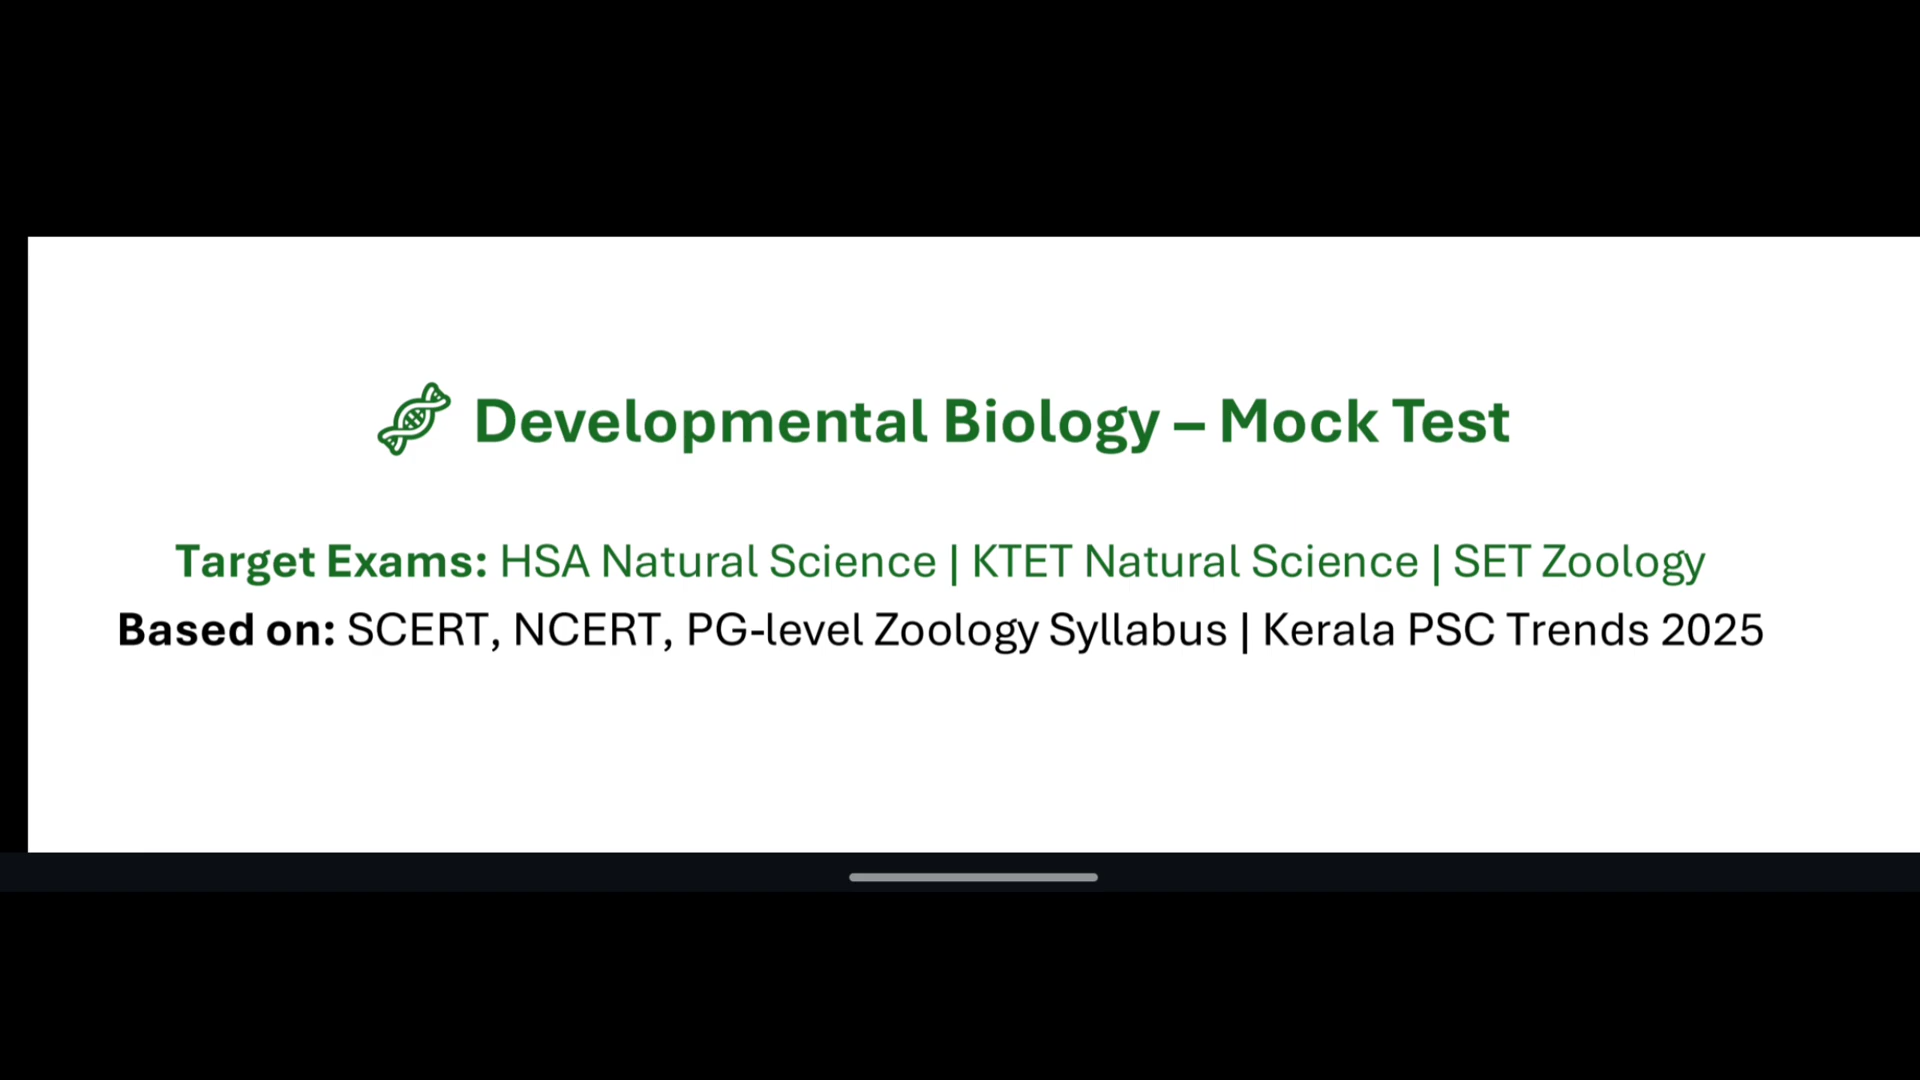 Developmental Biology – Mock Test
Target Exams: HSA Natural Science | KTET Natural Science | SET Zoology
Based on: SCERT, NCERT, PG-level Zoology Syllabus | Kerala PSC Trends 2025